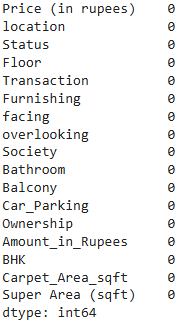 Price (in rupees)    0
location             0
Status               0
Floor                0
Transaction          0
Furnishing           0
facing               0
overlooking          0
Society              0
Bathroom             0
Balcony              0
Car_Parking          0
Ownership            0
Amount_in_Rupees     0
BHK                  0
Carpet_Area_sqft     0
Super Area (sqft)    0
dtype: int64